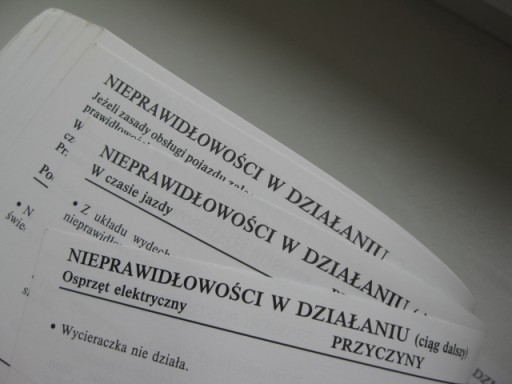 NIEPRAWIDŁOWOŚCI W DZIAŁANIU
Jeżeli zasady obsługi pojazdu
W
Po
NIEPRAWIDŁOWOŚCI W DZIAŁANIU
W czasie jazdy
• Z układu wydech
• N
NIEPRAWIDŁOWOŚCI W DZIAŁANIU (ciąg dalszy)
Osprzęt elektryczny
PRZYCZYNY
• Wycieraczka nie działa.